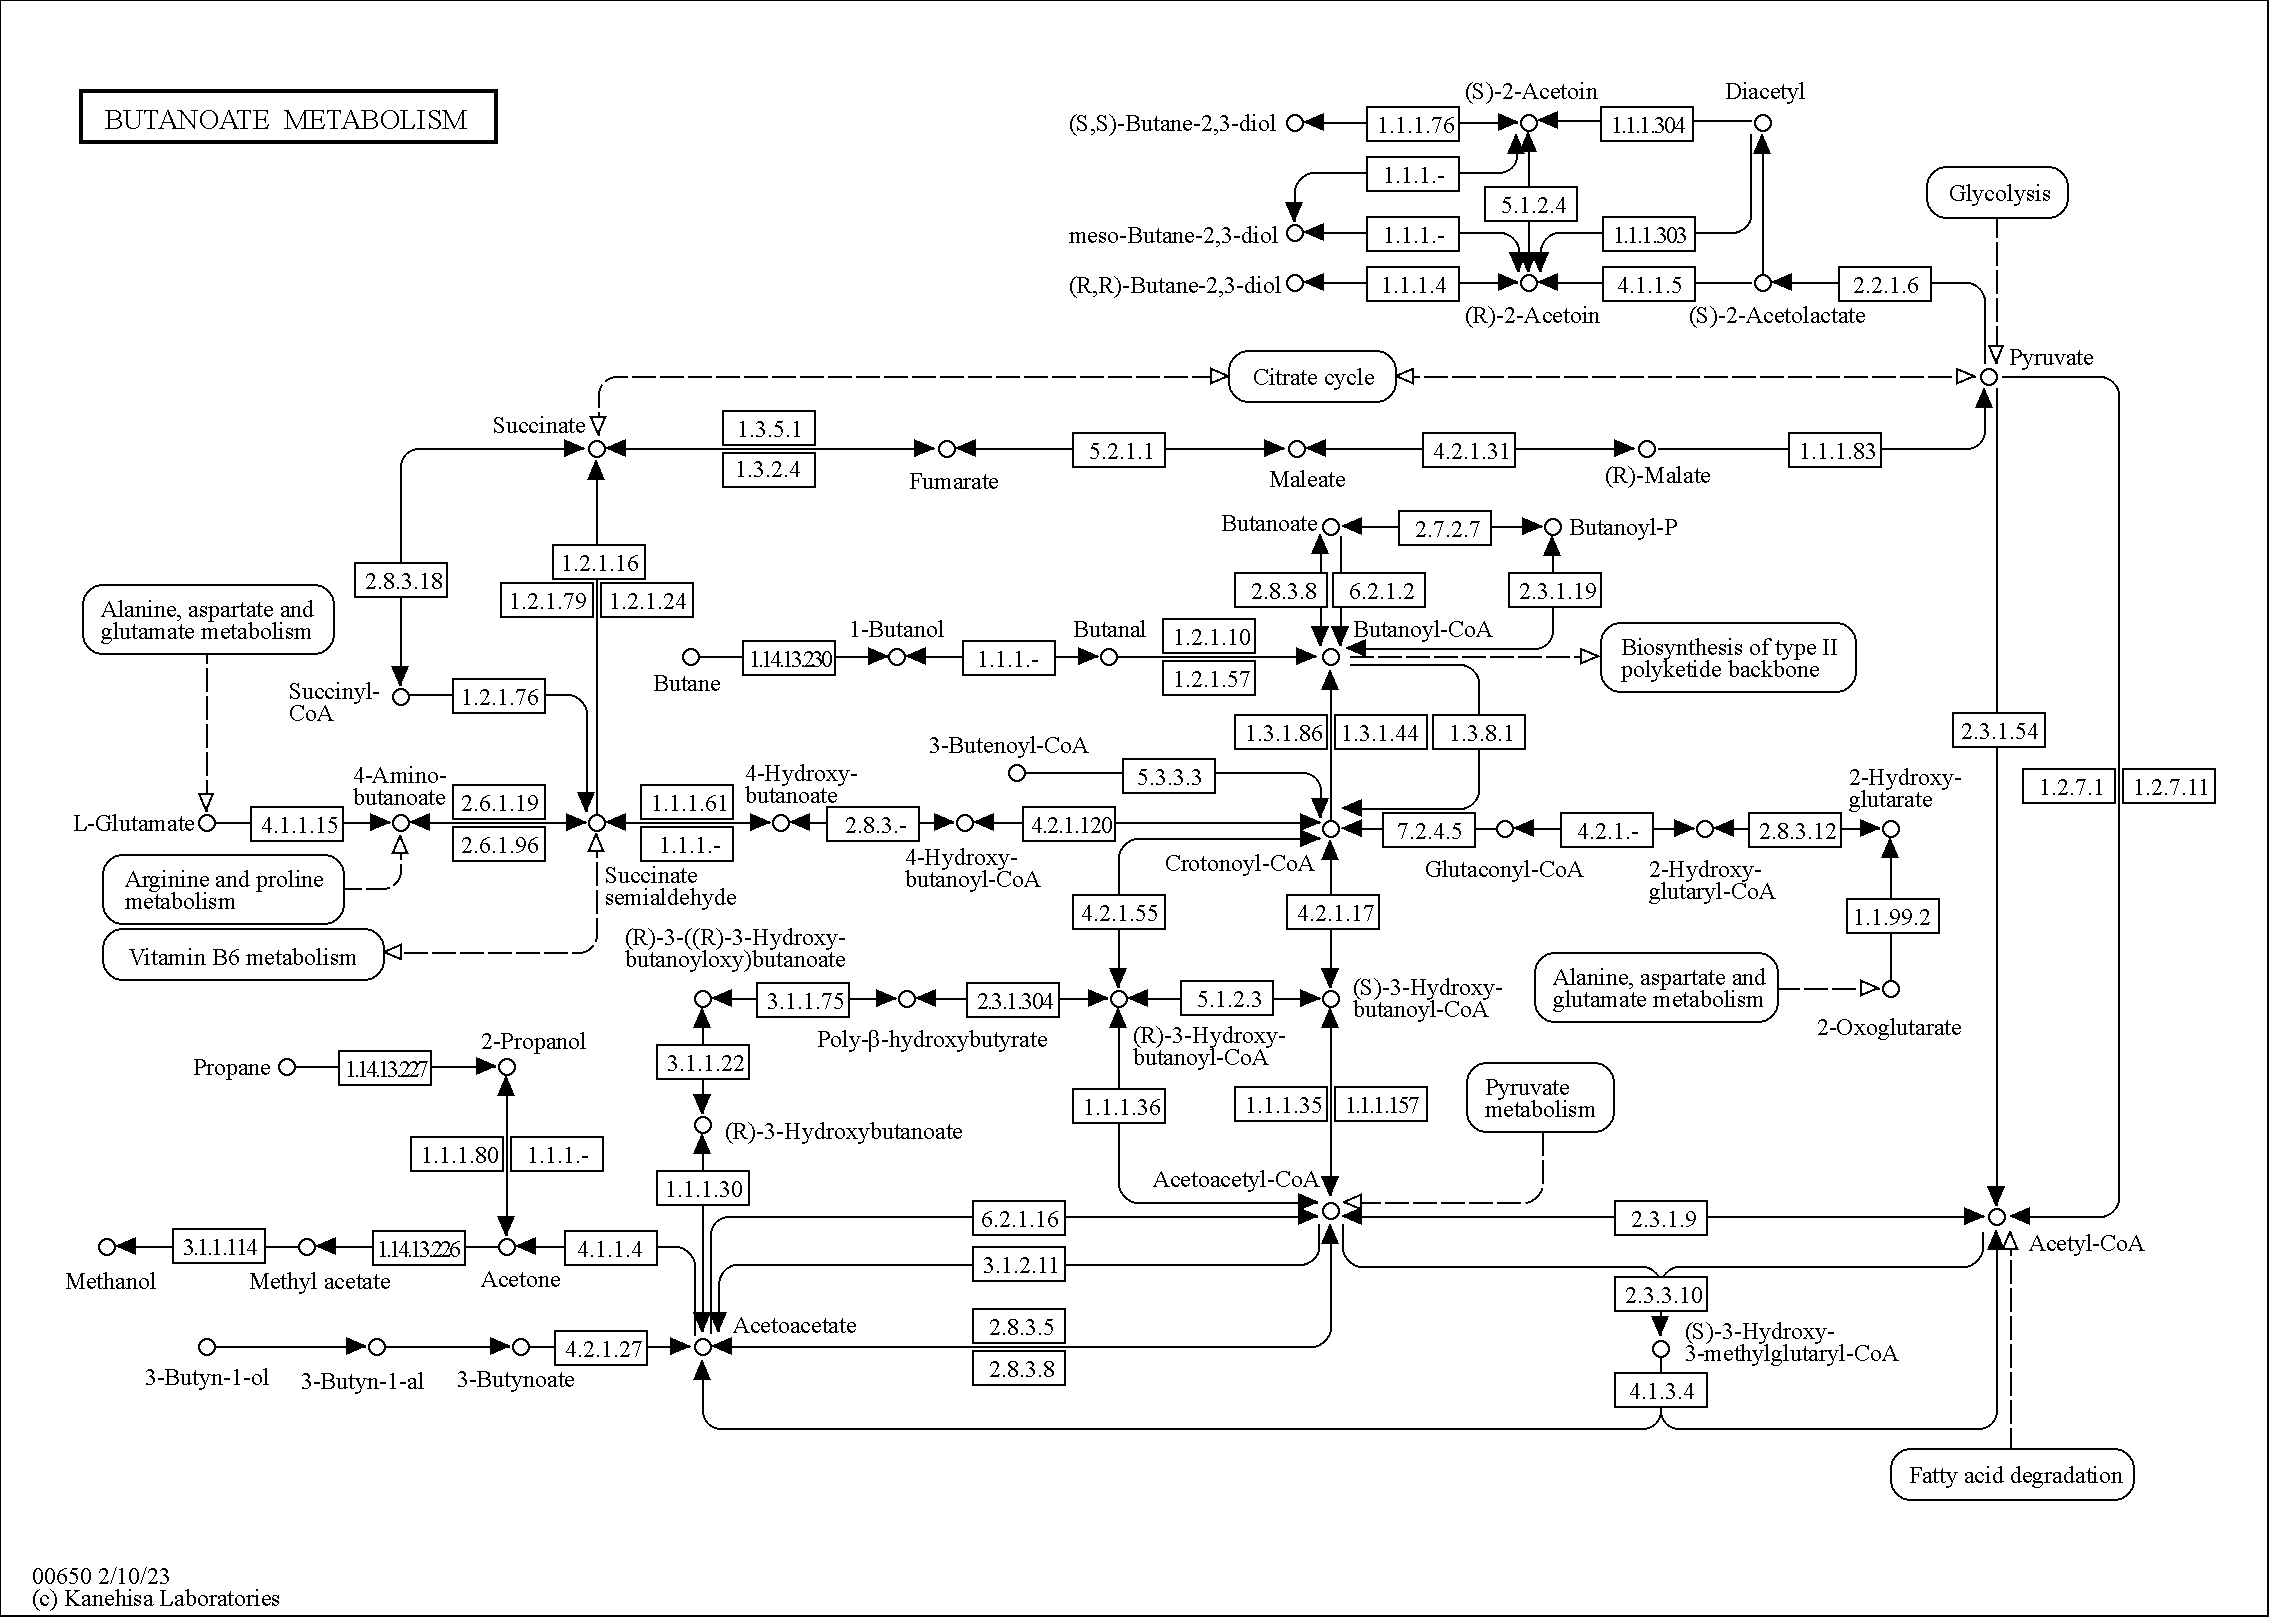 BUTANOATE METABOLISM
(S)-2-Acetoin
Diacetyl
(S,S)-Butane-2,3-diol
1.1.1.76
1.1.1.304
1.1.1.-
5.1.2.4
Glycolysis
meso-Butane-2,3-diol
1.1.1.-
1.1.1.303
(R,R)-Butane-2,3-diol
1.1.1.4
4.1.1.5
2.2.1.6
(R)-2-Acetoin
(S)-2-Acetolactate
Pyruvate
Citrate cycle
Succinate
1.3.5.1
1.3.2.4
Fumarate
5.2.1.1
Maleate
4.2.1.31
(R)-Malate
1.1.1.83
Butanoate
2.7.2.7
Butanoyl-P
2.8.3.18
1.2.1.16
1.2.1.79
1.2.1.24
2.8.3.8
6.2.1.2
2.3.1.19
Alanine, aspartate and
glutamate metabolism
1-Butanol
Butanal
1.2.1.10
Butanoyl-CoA
Butane
1.14.13.230
1.1.1.-
1.2.1.57
Biosynthesis of type II
polyketide backbone
Succinyl-
CoA
1.2.1.76
1.3.1.86
1.3.1.44
1.3.8.1
2.3.1.54
3-Butenoyl-CoA
5.3.3.3
1.2.7.1
1.2.7.11
4-Amino-
butanoate
2.6.1.19
2.6.1.96
1.1.1.61
1.1.1.-
4-Hydroxy-
butanoate
2-Hydroxy-
glutarate
L-Glutamate
4.1.1.15
2.8.3.-
4.2.1.120
7.2.4.5
4.2.1.-
2.8.3.12
Arginine and proline
metabolism
Succinate
semialdehyde
4-Hydroxy-
butanoyl-CoA
Crotonoyl-CoA
Glutaconyl-CoA
2-Hydroxy-
glutaryl-CoA
4.2.1.55
4.2.1.17
1.1.99.2
Vitamin B6 metabolism
(R)-3-((R)-3-Hydroxy-
butanoyloxy)butanoate
3.1.1.75
2.3.1.304
5.1.2.3
(S)-3-Hydroxy-
butanoyl-CoA
Alanine, aspartate and
glutamate metabolism
Poly-β-hydroxybutyrate
(R)-3-Hydroxy-
butanoyl-CoA
2-Oxoglutarate
2-Propanol
Propane
1.14.13.227
3.1.1.22
1.1.1.36
1.1.1.35
1.1.1.157
Pyruvate
metabolism
(R)-3-Hydroxybutanoate
1.1.1.80
1.1.1.-
1.1.1.30
Acetoacetyl-CoA
6.2.1.16
2.3.1.9
Acetyl-CoA
3.1.1.114
1.14.13.226
4.1.1.4
3.1.2.11
Methanol
Methyl acetate
Acetone
2.3.3.10
Acetoacetate
2.8.3.5
2.8.3.8
(S)-3-Hydroxy-
3-methylglutaryl-CoA
4.2.1.27
3-Butyn-1-ol
3-Butyn-1-al
3-Butynoate
4.1.3.4
Fatty acid degradation
00650 2/10/23
(c) Kanehisa Laboratories